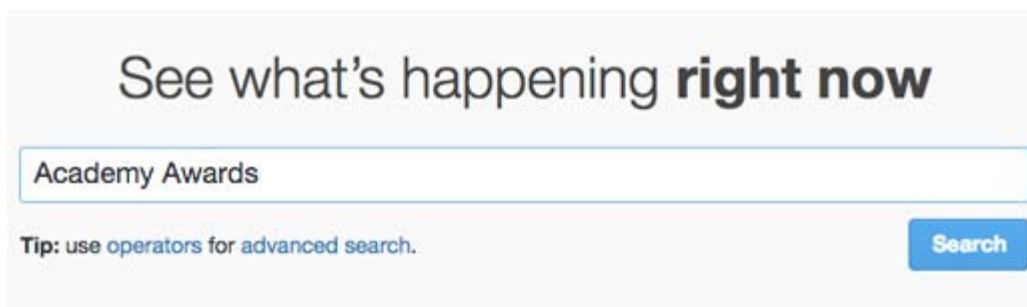 See what's happening right now
Academy Awards
Tip: use operators for advanced search.
Search